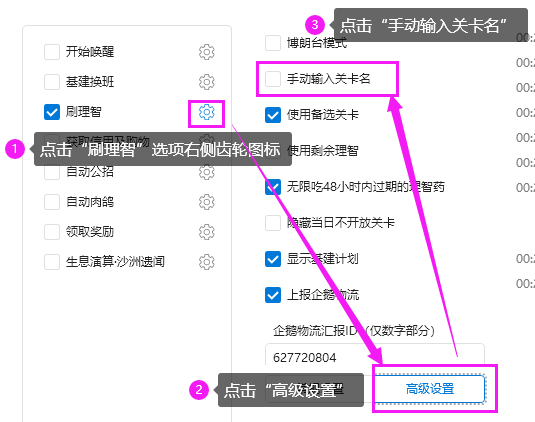 开始唤醒
基建换班
刷理智
获取信用及购物
自动公招
自动肉鸽
领取奖励
生息演算·沙洲遗闻
1 点击“刷理智”选项右侧齿轮图标
3 点击“手动输入关卡名”
博朗台模式
手动输入关卡名
使用备选关卡
使用剩余理智
无限吃48小时内过期的理智药
隐藏当日不开放关卡
显示基建计划
上报企鹅物流
企鹅物流汇报ID（仅数字部分）
627720804
2 点击“高级设置”
高级设置
00:2
00:2
00:2
00:2
00:2
00:2
00:2